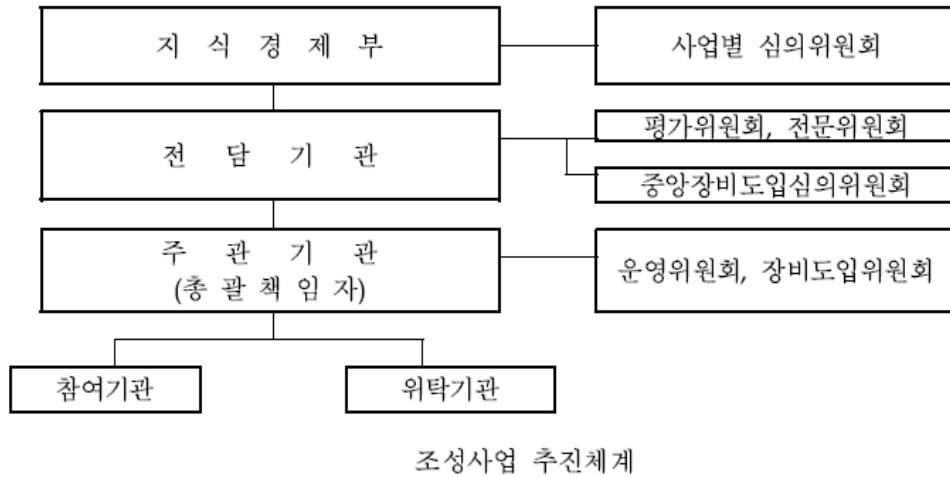 지 식 경 제 부
사업별 심의위원회
전 담 기 관
평가위원회, 전문위원회
중앙장비도입심의위원회
주 관 기 관
(총 괄 책 임 자)
운영위원회, 장비도입위원회
참여기관
위탁기관
조성사업 추진체계